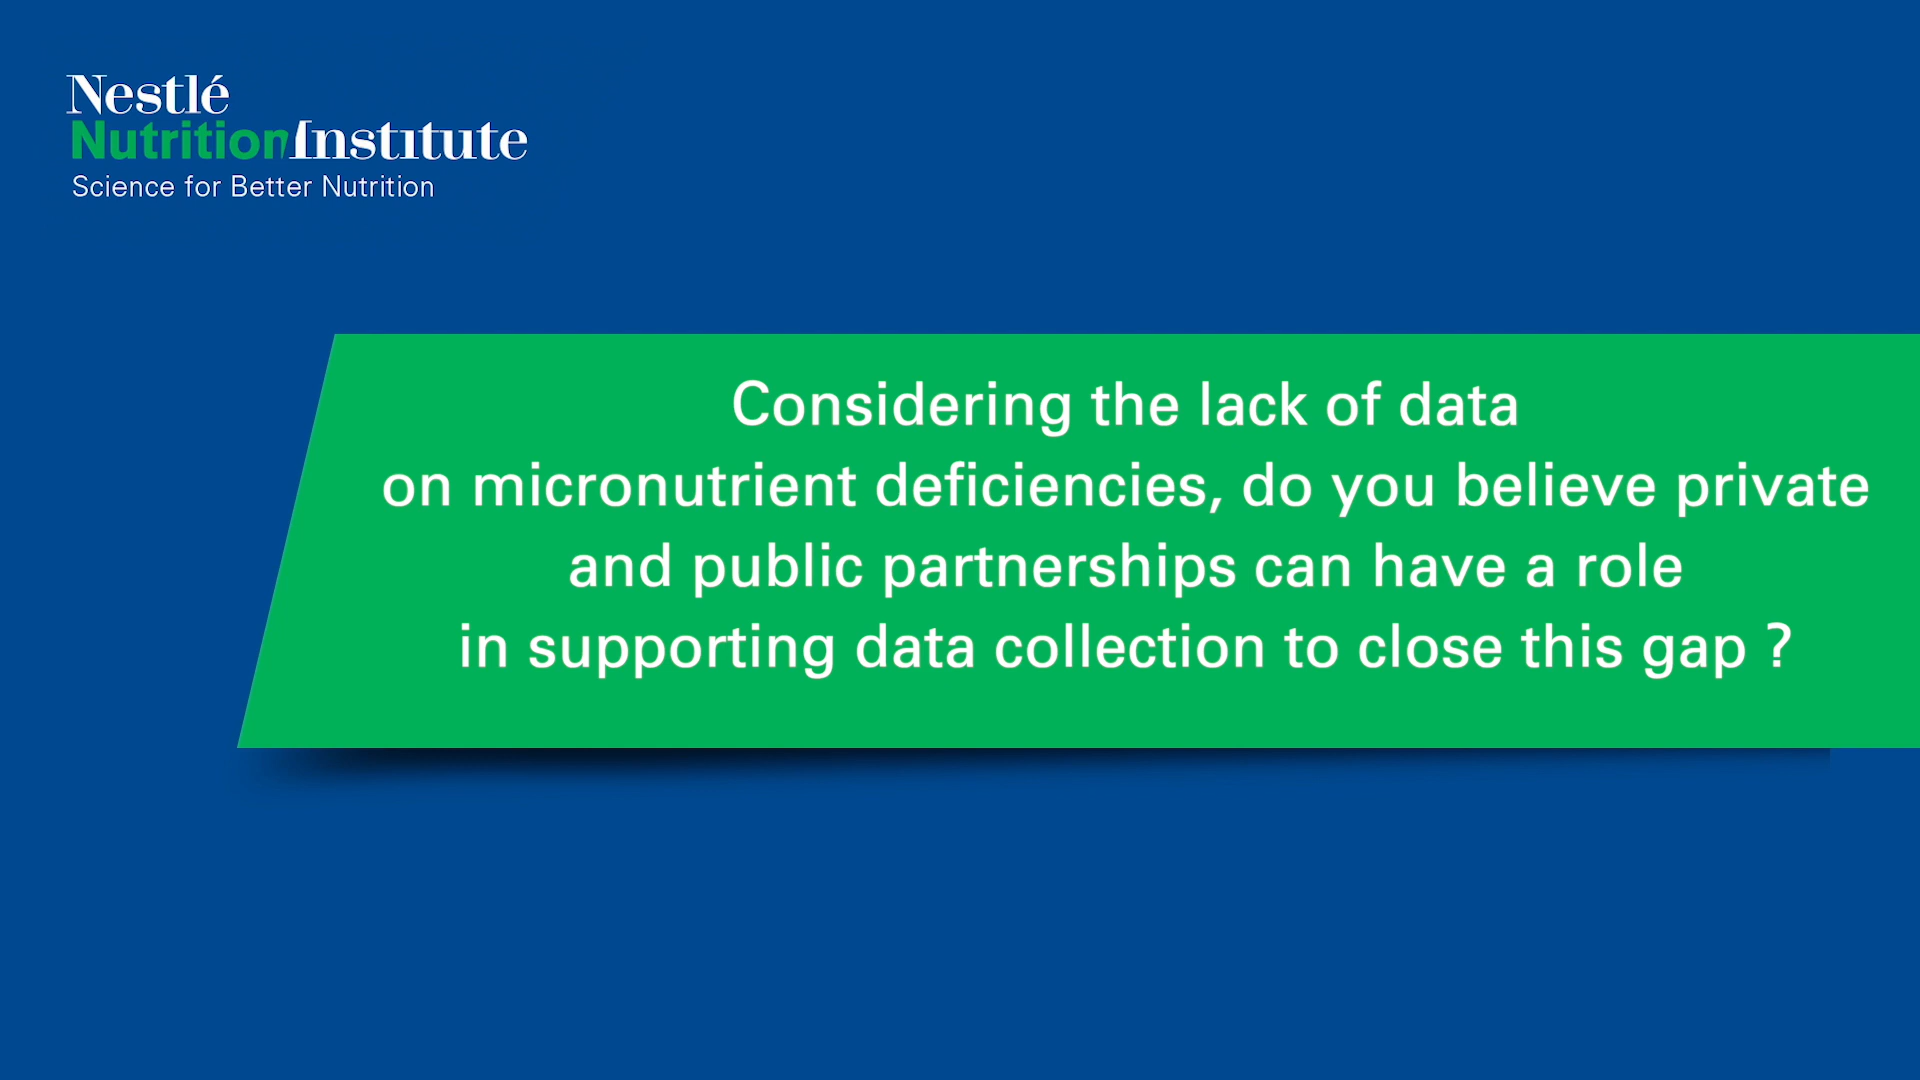 Nestlé
NutritionInstitute
Science for Better Nutrition
Considering the lack of data
on micronutrient deficiencies, do you believe private
and public partnerships can have a role
in supporting data collection to close this gap ?